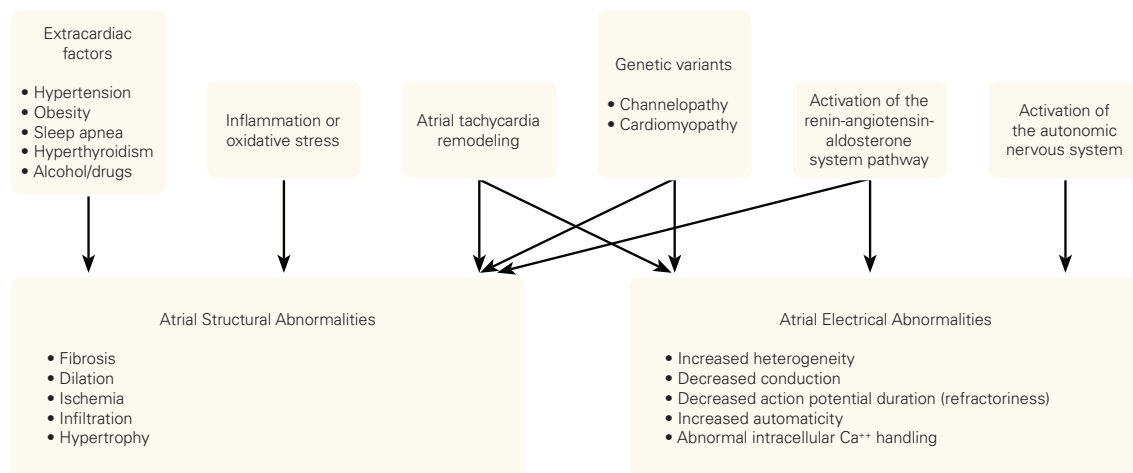 Extracardiac
factors
• Hypertension
• Obesity
• Sleep apnea
• Hyperthyroidism
• Alcohol/drugs
Inflammation or
oxidative stress
Atrial tachycardia
remodeling
Genetic variants
• Channelopathy
• Cardiomyopathy
Activation of the
renin-angiotensin-
aldosterone
system pathway
Activation of
the autonomic
nervous system
Atrial Structural Abnormalities
• Fibrosis
• Dilation
• Ischemia
• Infiltration
• Hypertrophy
Atrial Electrical Abnormalities
• Increased heterogeneity
• Decreased conduction
• Decreased action potential duration (refractoriness)
• Increased automaticity
• Abnormal intracellular Ca⁺⁺ handling